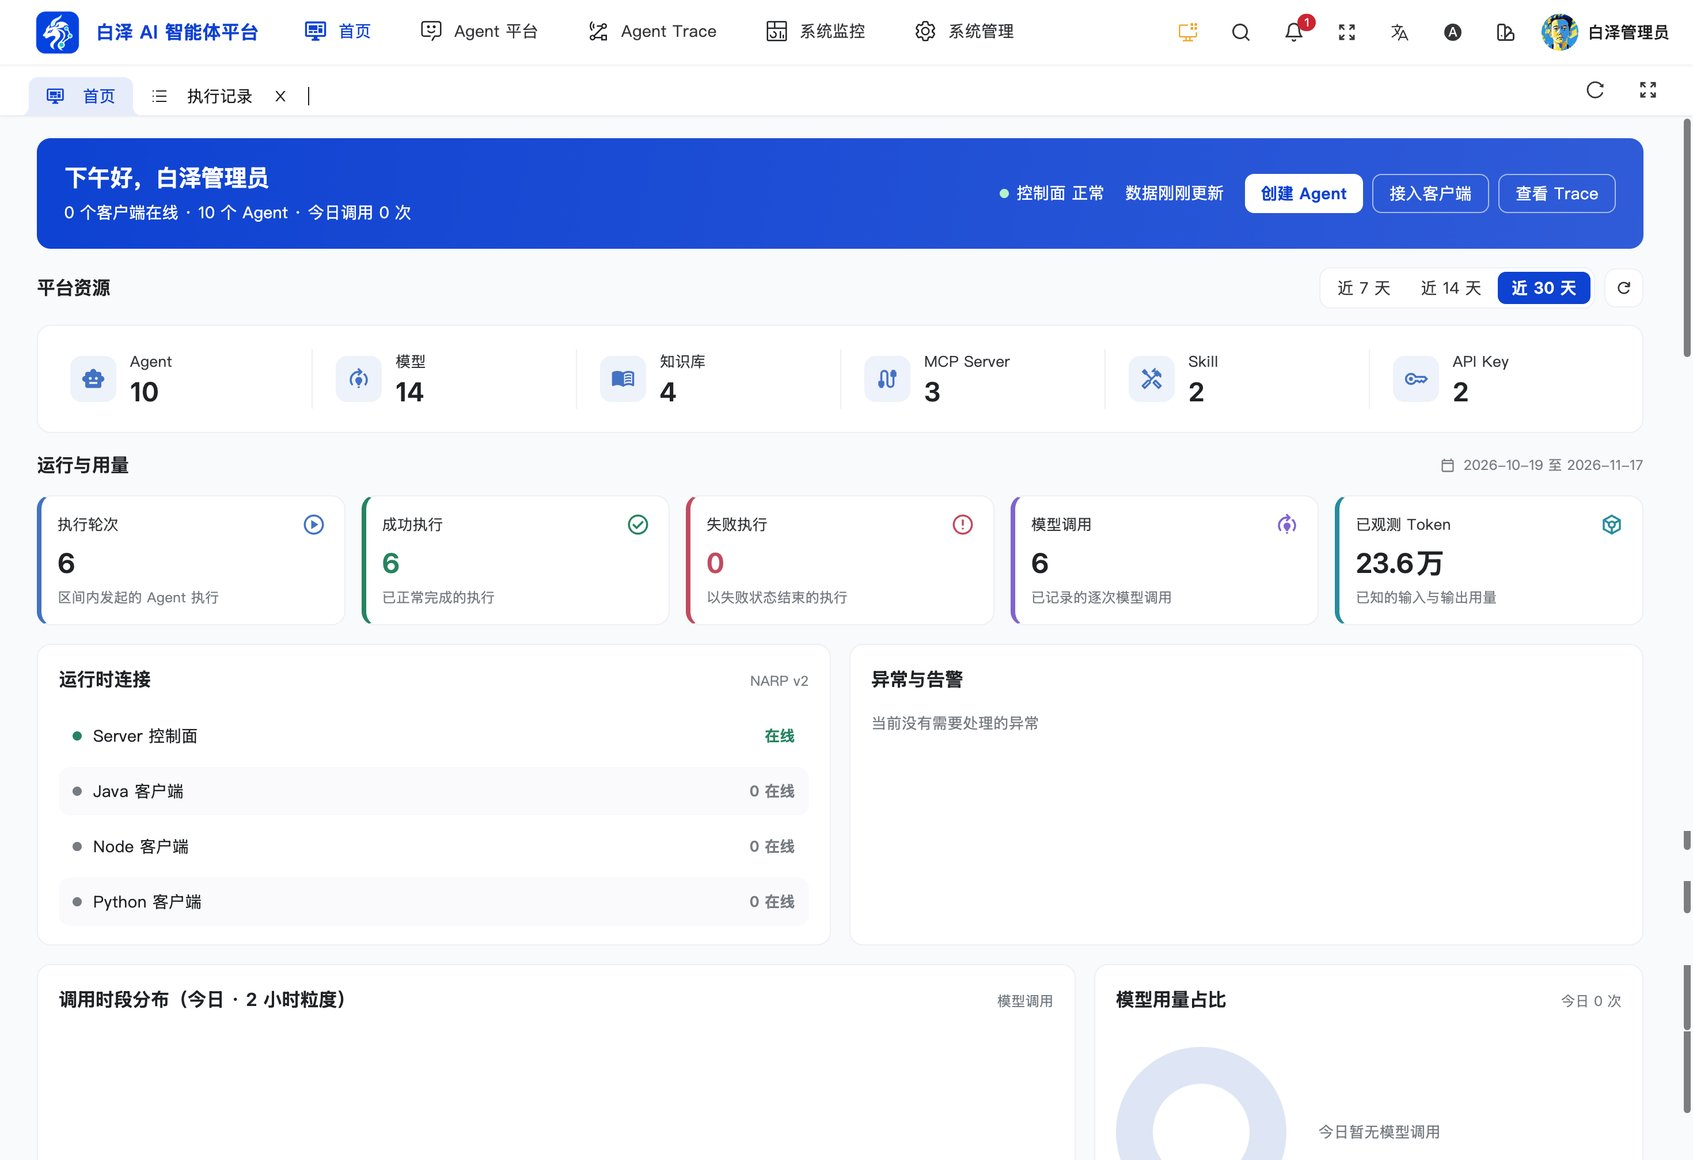 白泽 AI 智能体平台
首页
Agent 平台
Agent Trace
系统监控
系统管理
1
A
白泽管理员
首页
执行记录
下午好，白泽管理员
0 个客户端在线 · 10 个 Agent · 今日调用 0 次
控制面 正常
数据刚刚更新
创建 Agent
接入客户端
查看 Trace
平台资源
近 7 天
近 14 天
近 30 天
Agent
10
模型
14
知识库
4
MCP Server
3
Skill
2
API Key
2
运行与用量
2026-10-19 至 2026-11-17
执行轮次
6
区间内发起的 Agent 执行
成功执行
6
已正常完成的执行
失败执行
0
以失败状态结束的执行
模型调用
6
已记录的逐次模型调用
已观测 Token
23.6万
已知的输入与输出用量
运行时连接
NARP v2
Server 控制面
在线
Java 客户端
0 在线
Node 客户端
0 在线
Python 客户端
0 在线
异常与告警
当前没有需要处理的异常
调用时段分布（今日 · 2 小时粒度）
模型调用
模型用量占比
今日 0 次
今日暂无模型调用